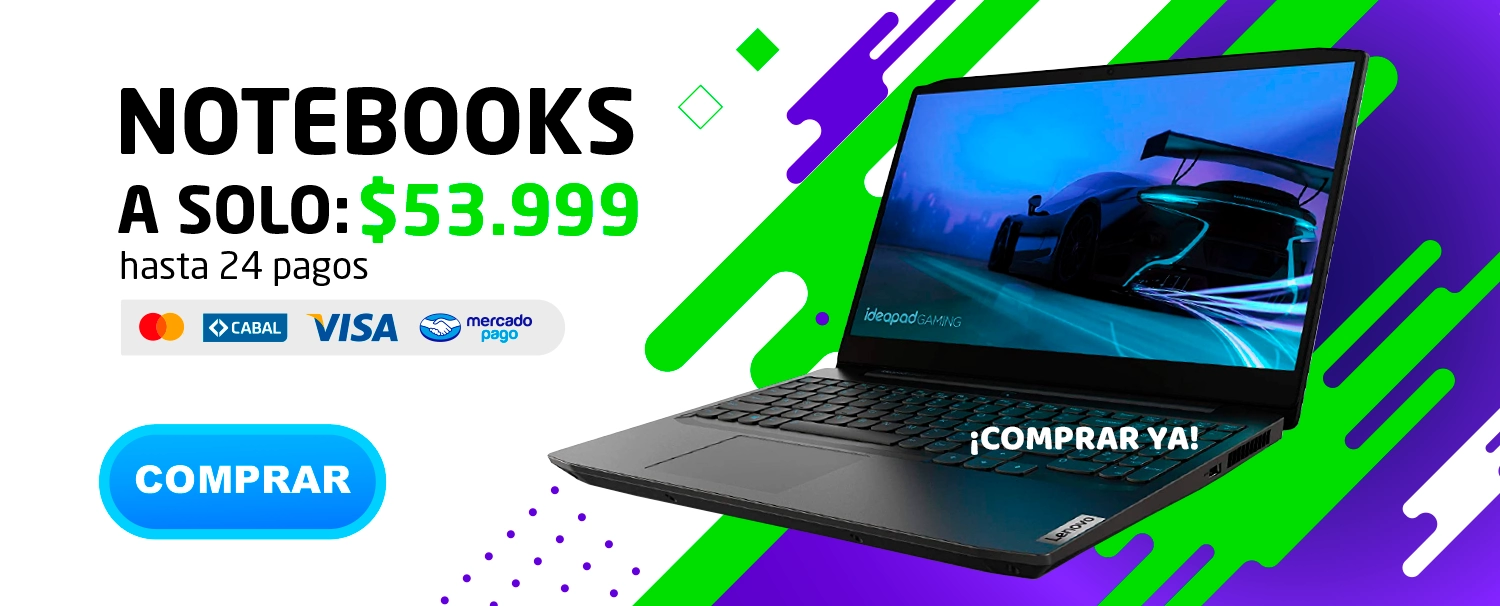 NOTEBOOKS
A SOLO: $53.999
hasta 24 pagos
CABAL VISA mercado pago
COMPRAR
ideapad GAMING
¡COMPRAR YA!
Lenovo